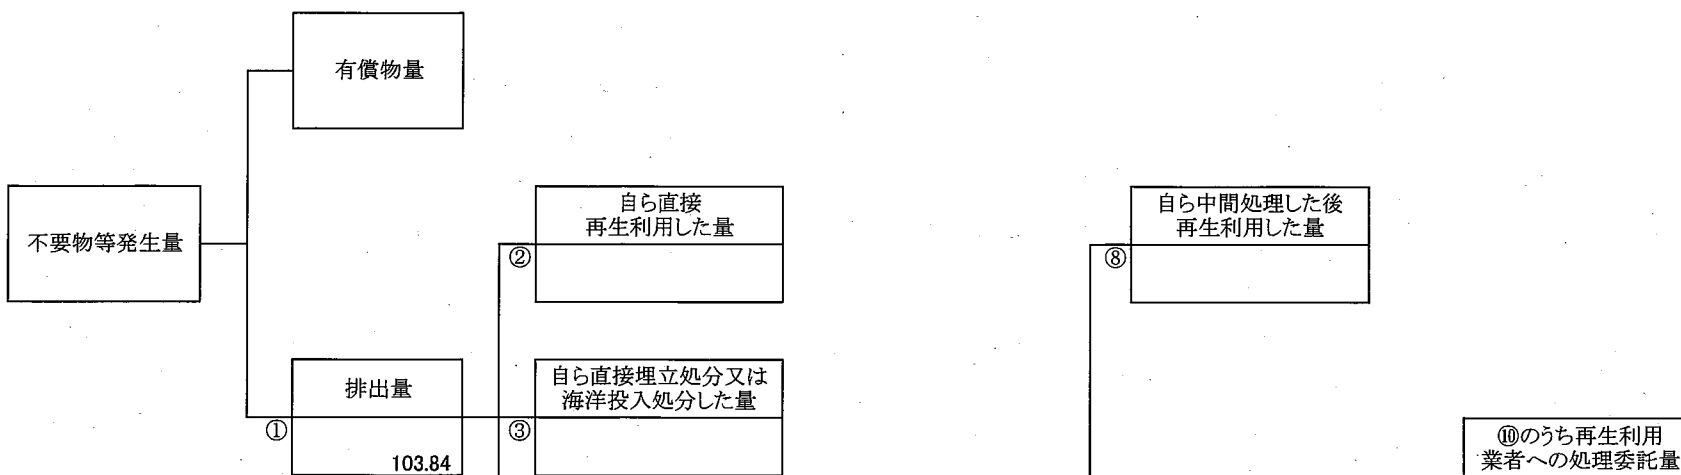 有償物量
不要物等発生量
自ら直接
再生利用した量
②
自ら中間処理した後
再生利用した量
⑧
排出量
①
103.84
自ら直接埋立処分又は
海洋投入処分した量
③
⑩のうち再生利用
業者への処理委託量